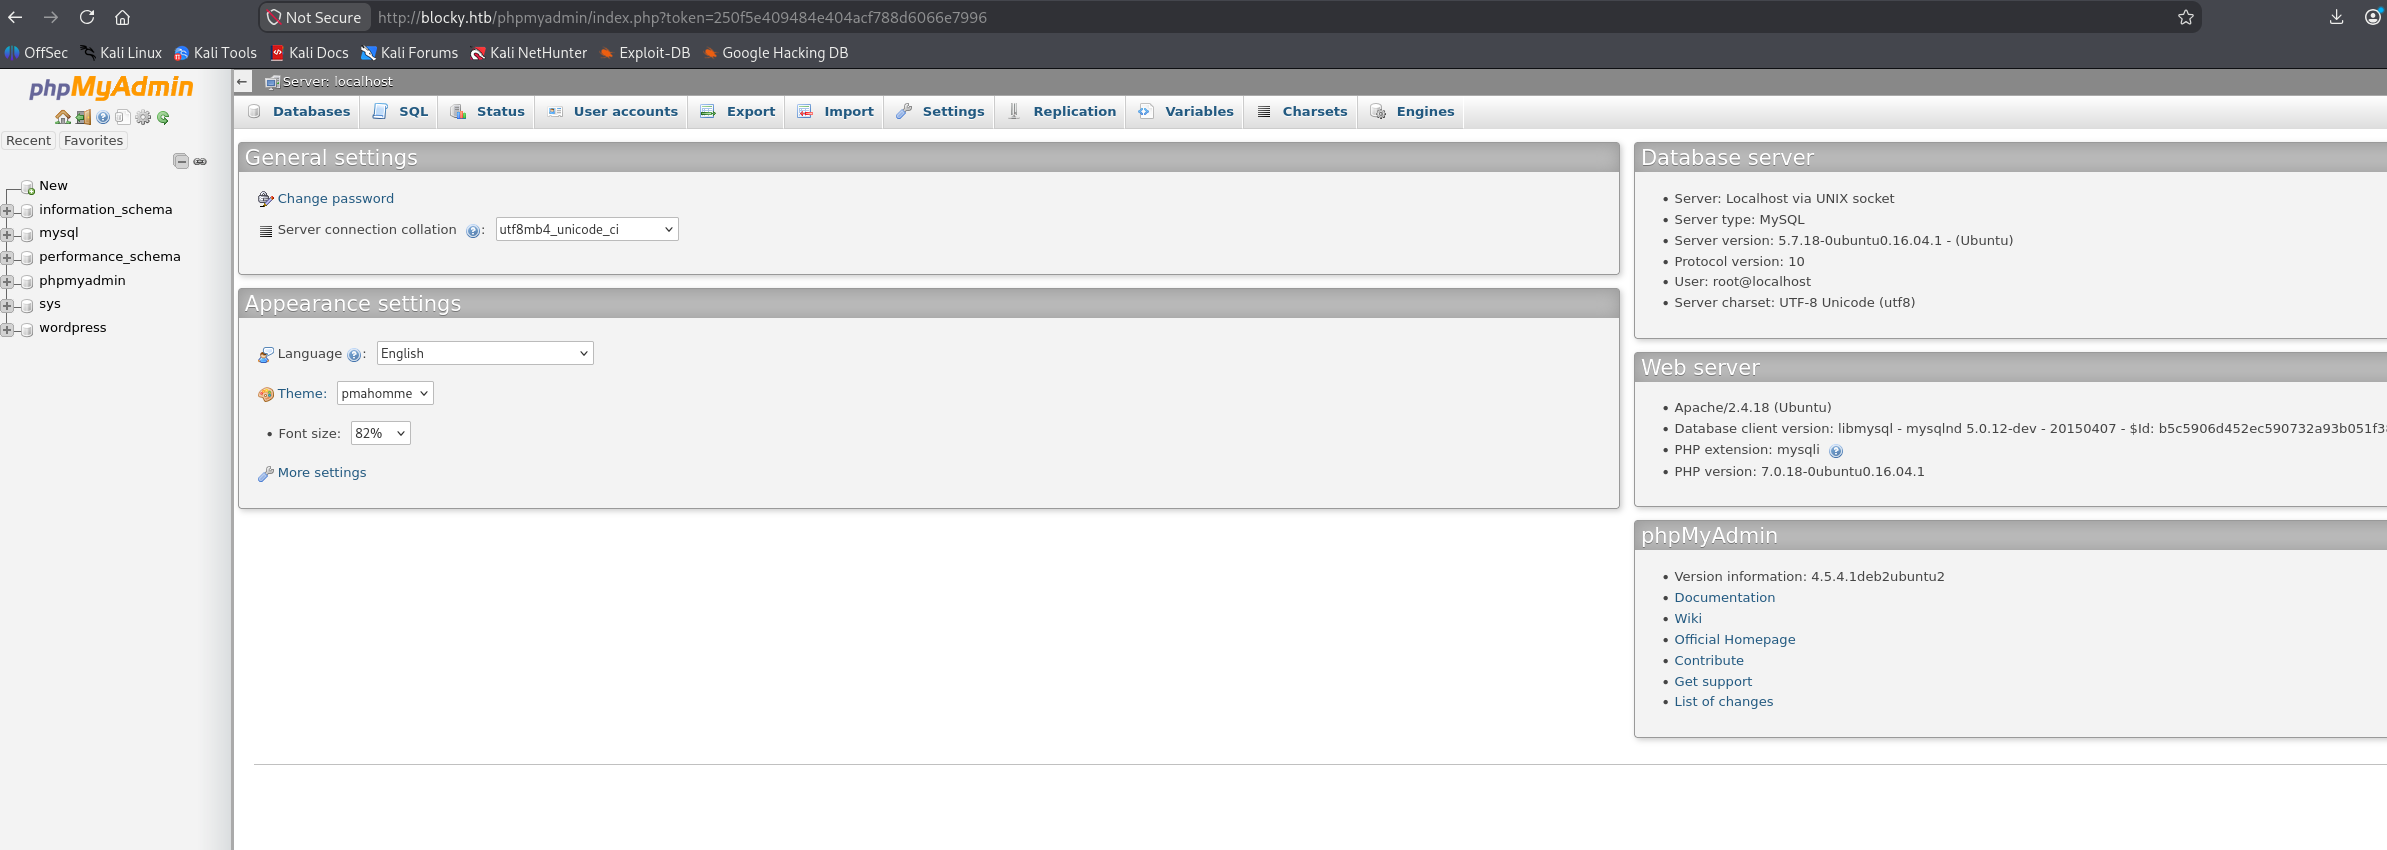 Not Secure http://blocky.htb/phpmyadmin/index.php?token=250f5e409484e404acf788d6066e7996
OffSec Kali Linux Kali Tools Kali Docs Kali Forums Kali NetHunter Exploit-DB Google Hacking DB
phpMyAdmin
Recent Favorites
New
information_schema
mysql
performance_schema
phpmyadmin
sys
wordpress
Server: localhost
Databases SQL Status User accounts Export Import Settings Replication Variables Charsets Engines
General settings
Change password
Server connection collation : utf8mb4_unicode_ci
Appearance settings
Language : English
Theme: pmahomme
• Font size: 82%
More settings
Database server
• Server: Localhost via UNIX socket
• Server type: MySQL
• Server version: 5.7.18-0ubuntu0.16.04.1 - (Ubuntu)
• Protocol version: 10
• User: root@localhost
• Server charset: UTF-8 Unicode (utf8)
Web server
• Apache/2.4.18 (Ubuntu)
• Database client version: libmysql - mysqlnd 5.0.12-dev - 20150407 - $Id:
• PHP extension: mysqli
• PHP version: 7.0.18-0ubuntu0.16.04.1
phpMyAdmin
• Version information: 4.5.4.1deb2ubuntu2
• Documentation
• Wiki
• Official Homepage
• Contribute
• Get support
• List of changes